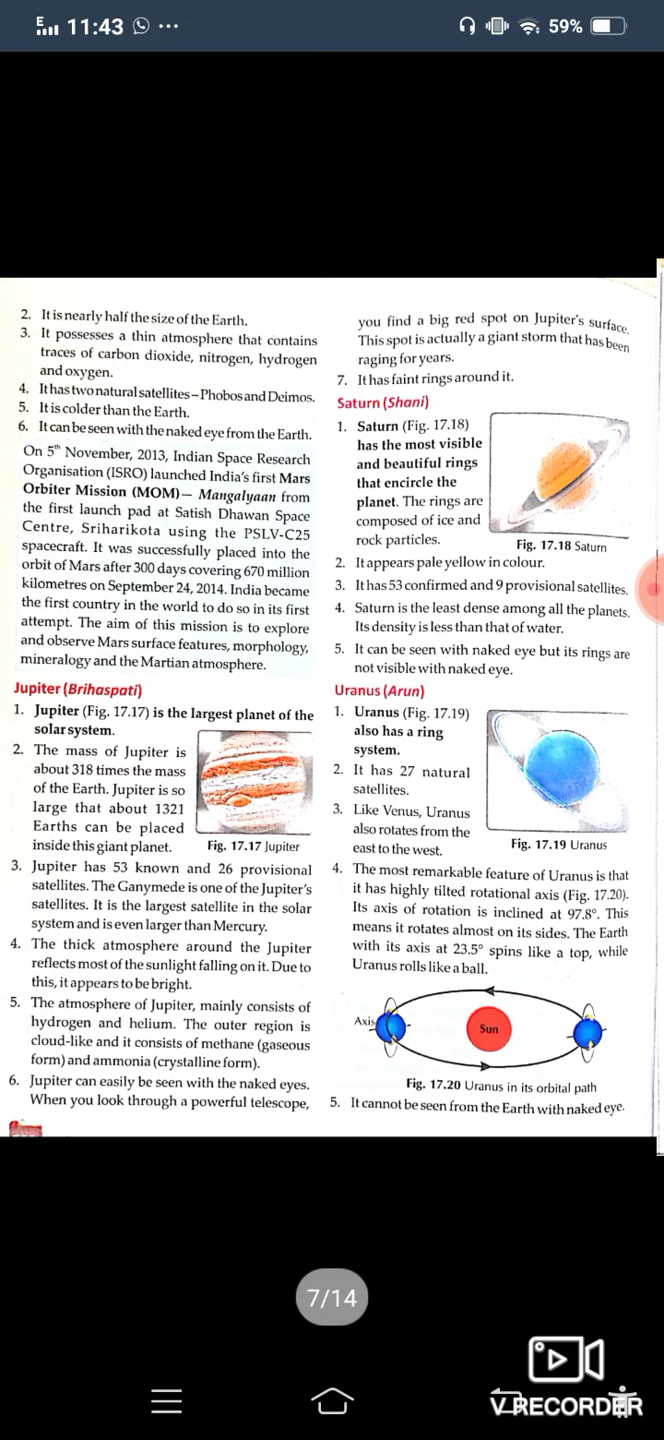 11:43
59%
2. It is nearly half the size of the Earth.
3. It possesses a thin atmosphere that contains
traces of carbon dioxide, nitrogen, hydrogen
and oxygen.
4. It has two natural satellites – Phobos and Deimos.
5. It is colder than the Earth.
6. It can be seen with the naked eye from the Earth.
On 5th November, 2013, Indian Space Research
Organisation (ISRO) launched India's first Mars
Orbiter Mission (MOM)— Mangalyaan from
the first launch pad at Satish Dhawan Space
Centre, Sriharikota using the PSLV-C25
spacecraft. It was successfully placed into the
orbit of Mars after 300 days covering 670 million
kilometres on September 24, 2014. India became
the first country in the world to do so in its first
attempt. The aim of this mission is to explore
and observe Mars surface features, morphology,
mineralogy and the Martian atmosphere.
Jupiter (Brihaspati)
1. Jupiter (Fig. 17.17) is the largest planet of the
solar system.
2. The mass of Jupiter is
about 318 times the mass
of the Earth. Jupiter is so
large that about 1321
Earths can be placed
inside this giant planet.
Fig. 17.17 Jupiter
3. Jupiter has 53 known and 26 provisional
satellites. The Ganymede is one of the Jupiter's
satellites. It is the largest satellite in the solar
system and is even larger than Mercury.
4. The thick atmosphere around the Jupiter
reflects most of the sunlight falling on it. Due to
this, it appears to be bright.
5. The atmosphere of Jupiter, mainly consists of
hydrogen and helium. The outer region is
cloud-like and it consists of methane (gaseous
form) and ammonia (crystalline form).
6. Jupiter can easily be seen with the naked eyes.
When you look through a powerful telescope,
you find a big red spot on Jupiter's surface.
This spot is actually a giant storm that has been
raging for years.
7. It has faint rings around it.
Saturn (Shani)
1. Saturn (Fig. 17.18)
has the most visible
and beautiful rings
that encircle the
planet. The rings are
composed of ice and
rock particles.
Fig. 17.18 Saturn
2. It appears pale yellow in colour.
3. It has 53 confirmed and 9 provisional satellites.
4. Saturn is the least dense among all the planets.
Its density is less than that of water.
5. It can be seen with naked eye but its rings are
not visible with naked eye.
Uranus (Arun)
1. Uranus (Fig. 17.19)
also has a ring
system.
2. It has 27 natural
satellites.
3. Like Venus, Uranus
also rotates from the
east to the west.
Fig. 17.19 Uranus
4. The most remarkable feature of Uranus is that
it has highly tilted rotational axis (Fig. 17.20).
Its axis of rotation is inclined at 97.8°. This
means it rotates almost on its sides. The Earth
with its axis at 23.5° spins like a top, while
Uranus rolls like a ball.
Axis
Sun
Fig. 17.20 Uranus in its orbital path
5. It cannot be seen from the Earth with naked eye.
7/14
V RECORDER